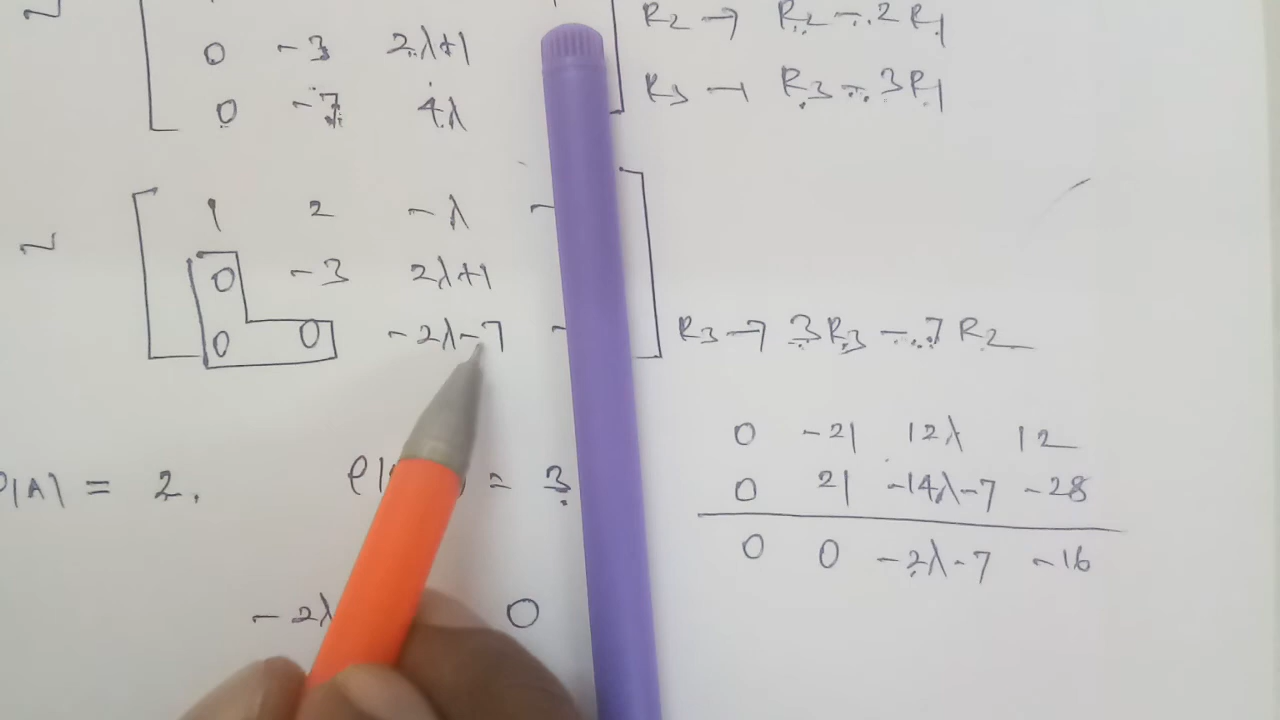 R2 → R2 - 2R1
0 -3 2λ+1
R3 → R3 - 3R1
0 -7 4λ
~ 1 2 -λ -
0 -3 2λ+1
0 0 -2λ-7 - R3 → 3R3 - 7R2
0 -21 12λ 12
ρ(A) = 2, ρ( = 3
0 21 -14λ-7 -28
0 0 -2λ-7 -16
-2λ 0